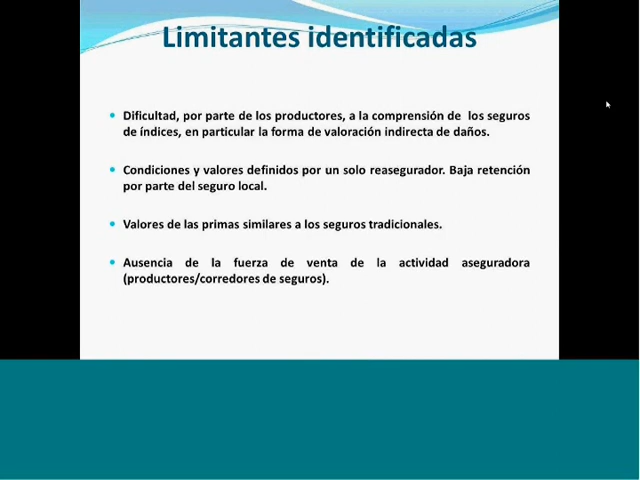 Limitantes identificadas
Dificultad, por parte de los productores, a la comprensión de los seguros
de índices, en particular la forma de valoración indirecta de daños.
Condiciones y valores definidos por un solo reasegurador. Baja retención
por parte del seguro local.
Valores de las primas similares a los seguros tradicionales.
Ausencia de la fuerza de venta de la actividad aseguradora
(productores/corredores de seguros).